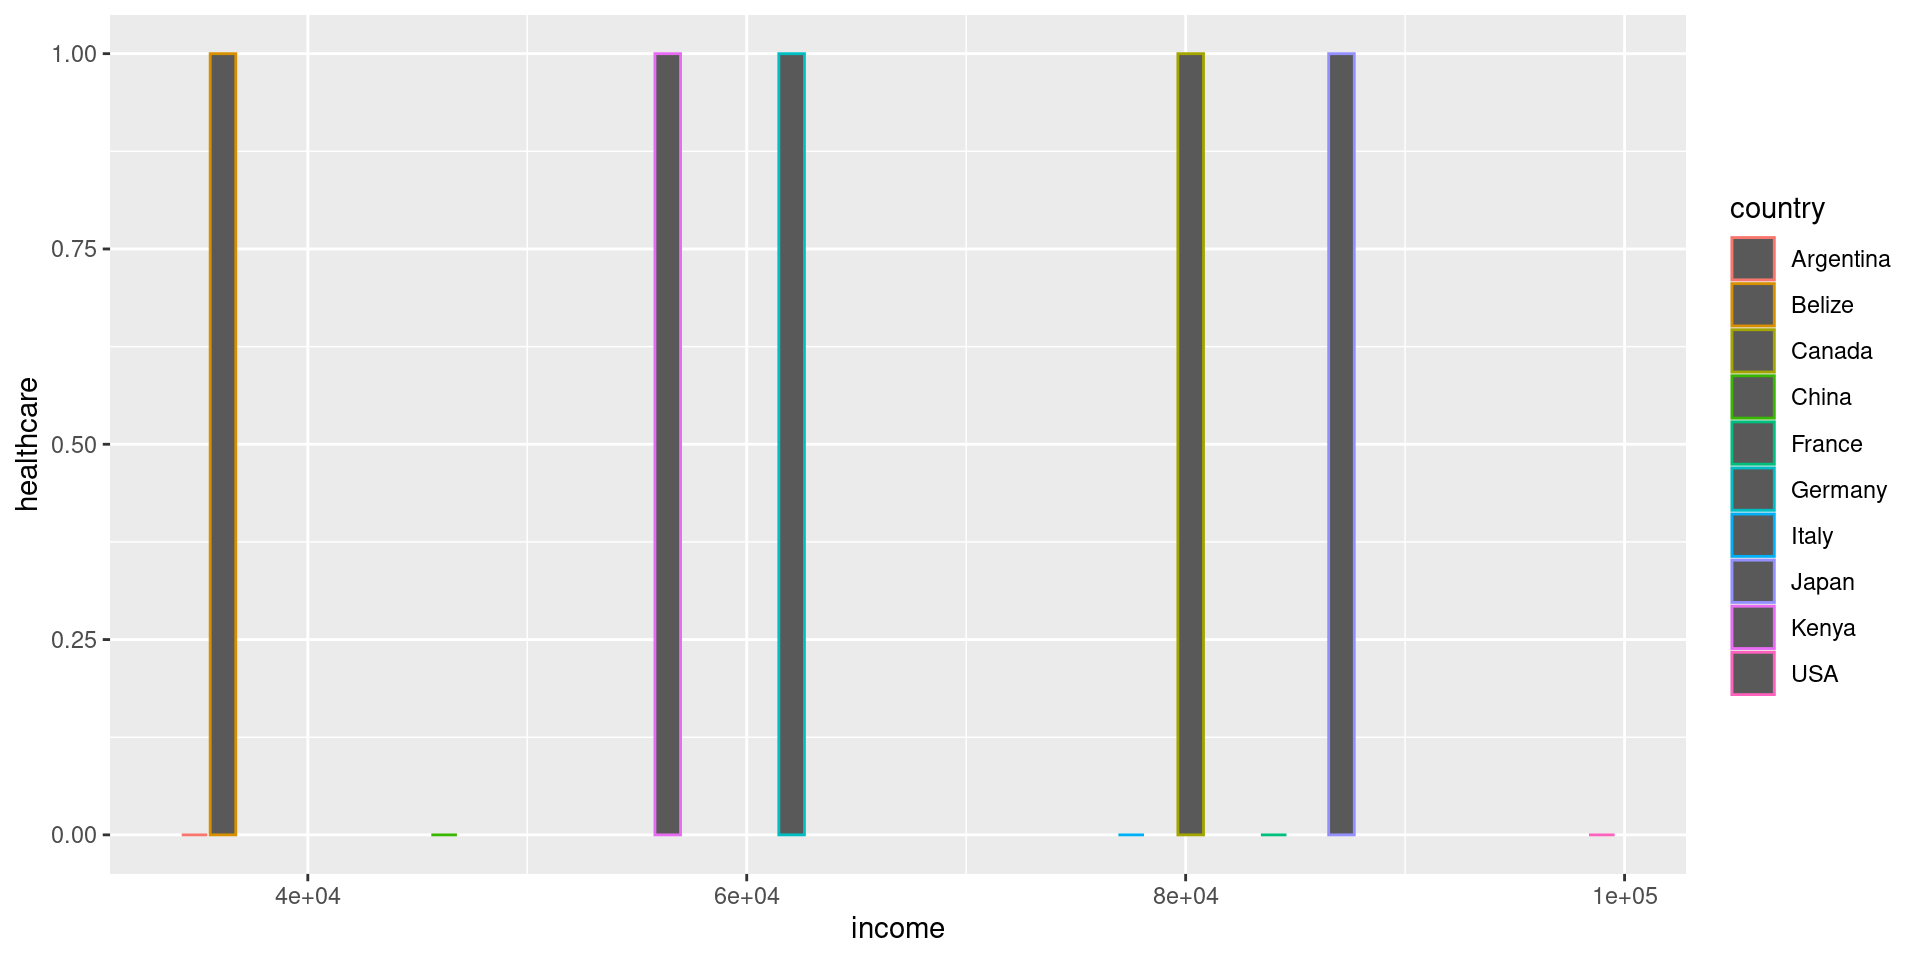 1.00
0.75
0.50
0.25
0.00
healthcare
4e+04 6e+04 8e+04 1e+05
income
country
Argentina
Belize
Canada
China
France
Germany
Italy
Japan
Kenya
USA